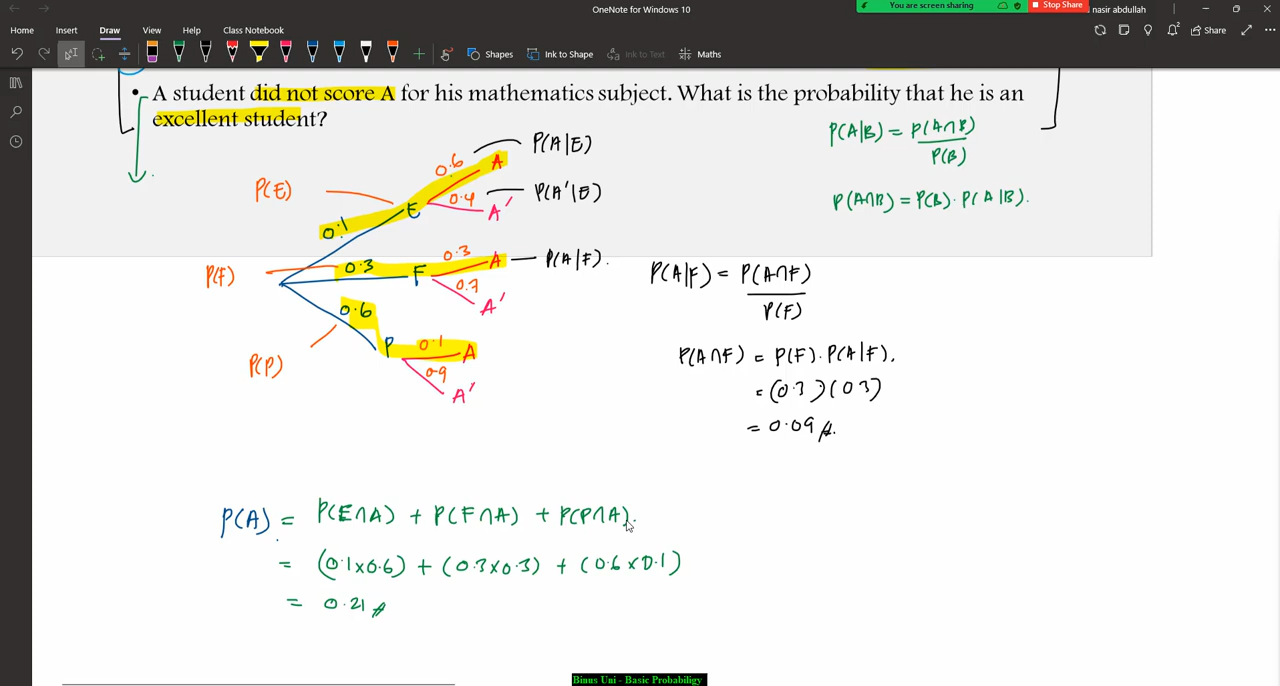 OneNote for Windows 10
You are screen sharing
Stop Share
nasir abdullah
Home Insert Draw View Help Class Notebook
Share
Shapes Ink to Shape Ink to Text Maths
• A student did not score A for his mathematics subject. What is the probability that he is an
excellent student?
P(A|B) = P(A∩B)
P(B)
P(A∩B) = P(B) · P(A|B).
P(E)
0.6 A P(A|E)
0.4 A' P(A'|E)
0.1 E
P(F) 0.3 F 0.3 A P(A|F).
0.7 A'
0.6
P 0.1 A
P(P) 0.9 A'
P(A|F) = P(A∩F)
P(F)
P(A∩F) = P(F) · P(A|F).
= (0.3)(0.3)
= 0.09
P(A) = P(E∩A) + P(F∩A) + P(P∩A).
= (0.1×0.6) + (0.3×0.3) + (0.6×0.1)
= 0.21
Binus Uni - Basic Probabiligy